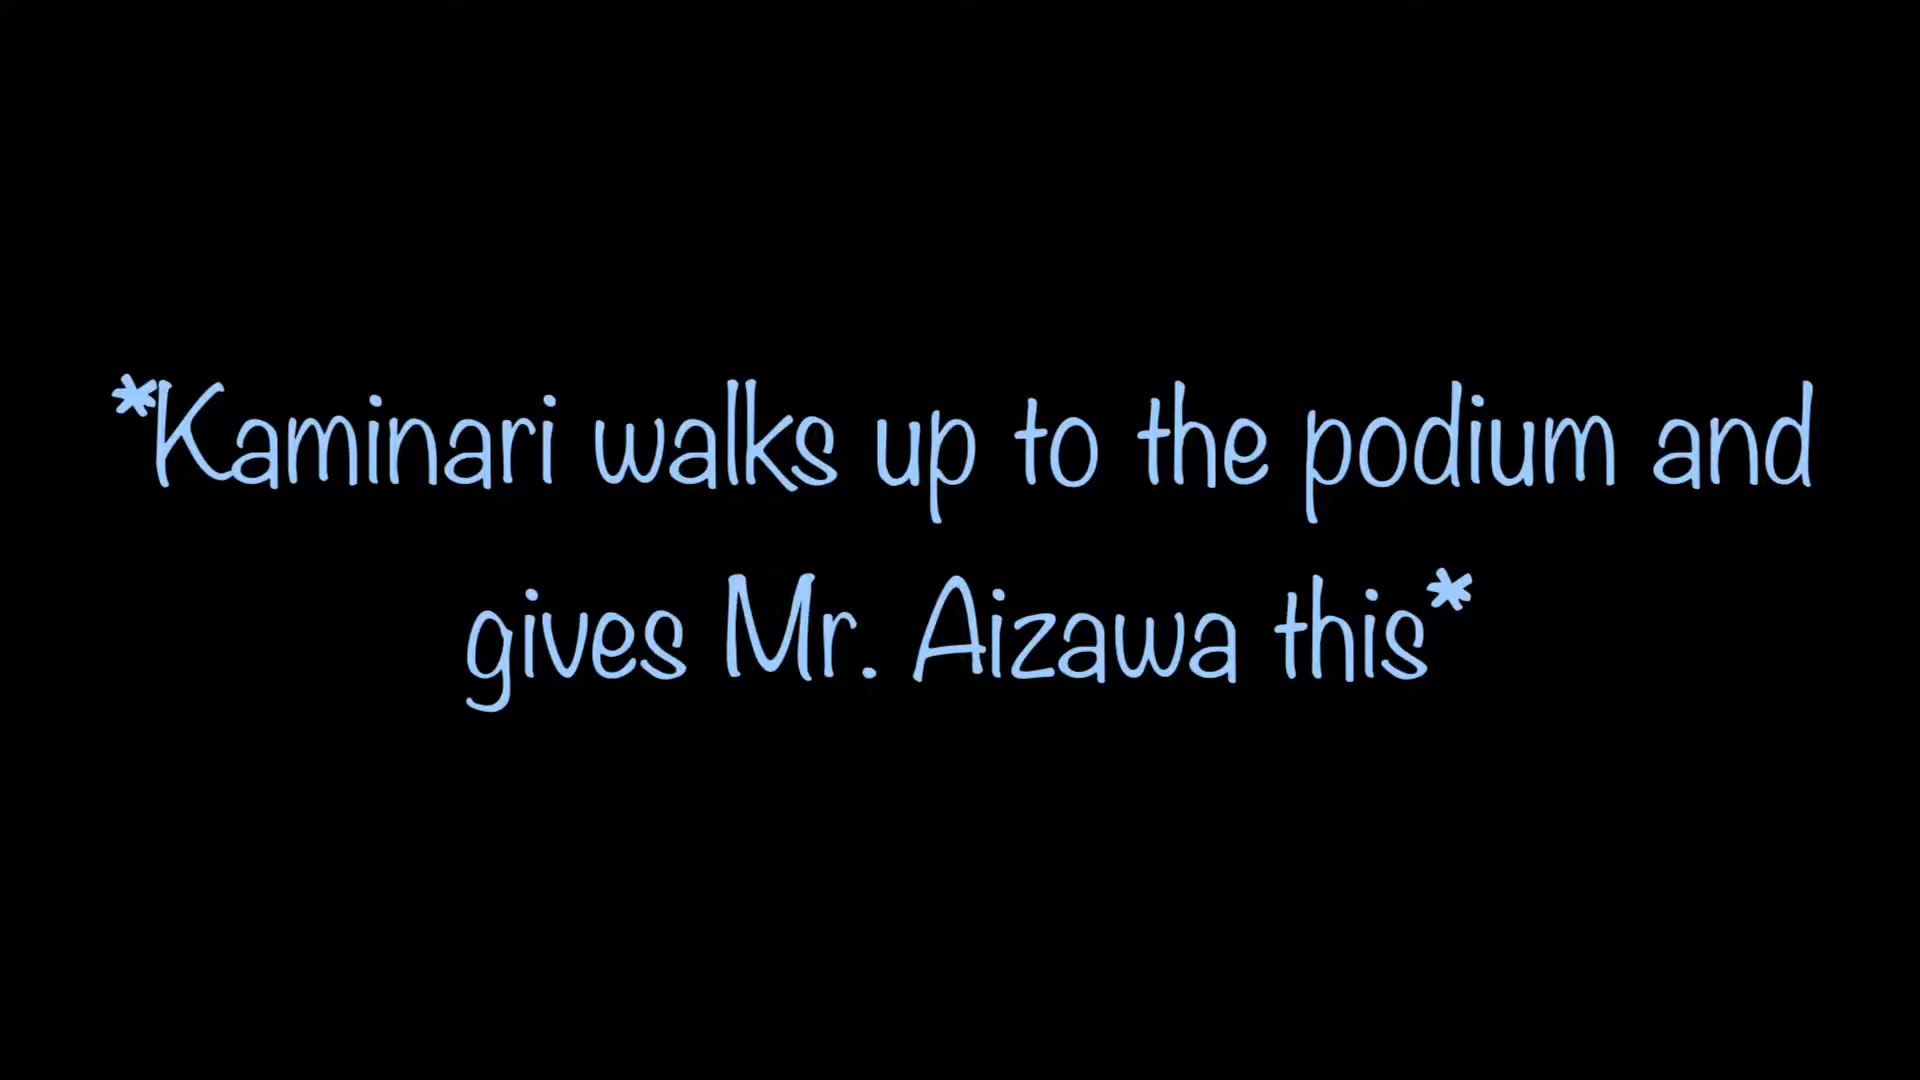 *Kaminari walks up to the podium and
gives Mr. Aizawa this*